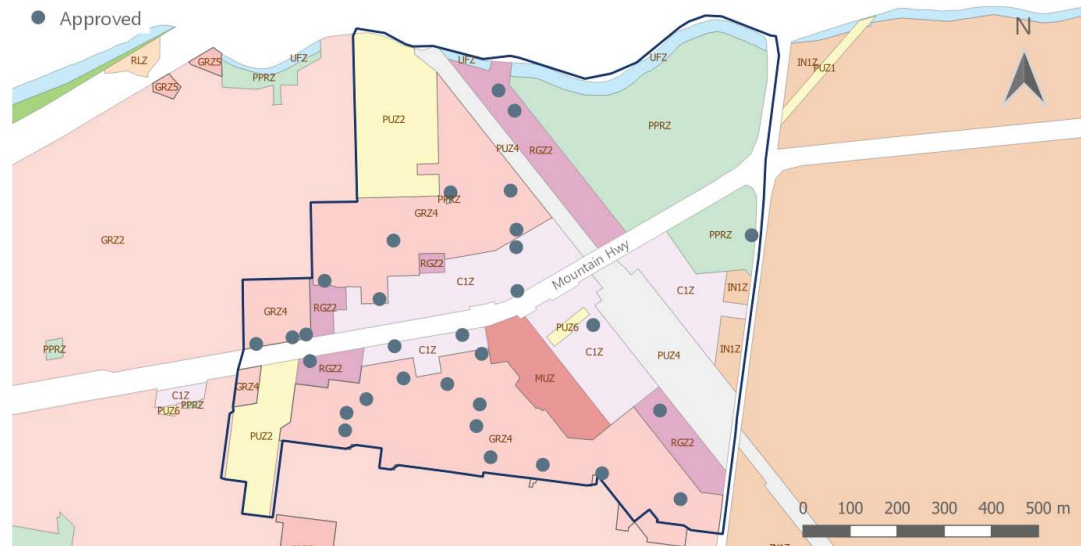 Approved
N
RLZ
GRZ5
GRZ5
PPRZ
UFZ
UFZ
UFZ
IN1Z
PUZ1
PUZ2
PPRZ
PUZ4
RGZ2
PPRZ
GRZ4
GRZ2
PPRZ
RGZ2
Mountain Hwy
C1Z
C1Z
IN1Z
RGZ2
GRZ4
PUZ6
PPRZ
C1Z
C1Z
PUZ4
IN1Z
RGZ2
GRZ4
MUZ
C1Z
PUZ6
PPRZ
PUZ2
GRZ4
RGZ2
0 100 200 300 400 500 m
IN1Z